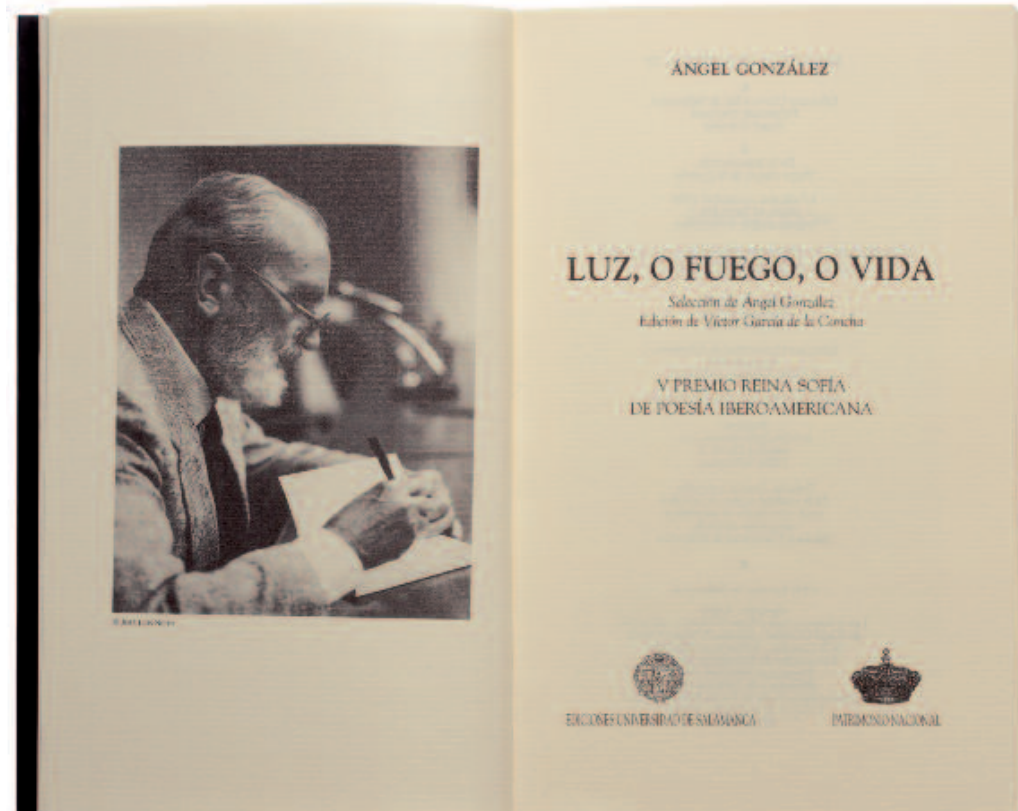 ÁNGEL GONZÁLEZ
LUZ, O FUEGO, O VIDA
Selección de Ángel González
Edición de Víctor García de la Concha
V PREMIO REINA SOFÍA
DE POESÍA IBEROAMERICANA
EDICIONES UNIVERSIDAD DE SALAMANCA
PATRIMONIO NACIONAL